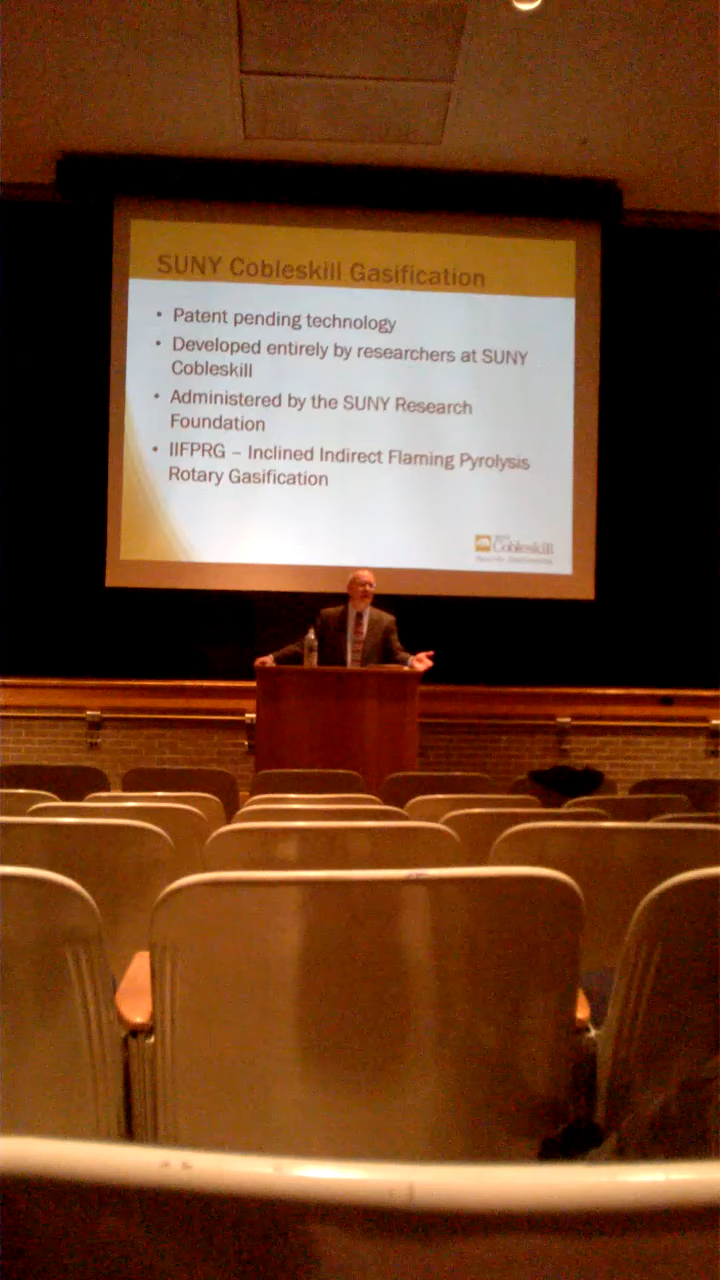 SUNY Cobleskill Gasification
• Patent pending technology
• Developed entirely by researchers at SUNY
Cobleskill
• Administered by the SUNY Research
Foundation
• IIFPRG – Inclined Indirect Flaming Pyrolysis
Rotary Gasification
Cobleskill